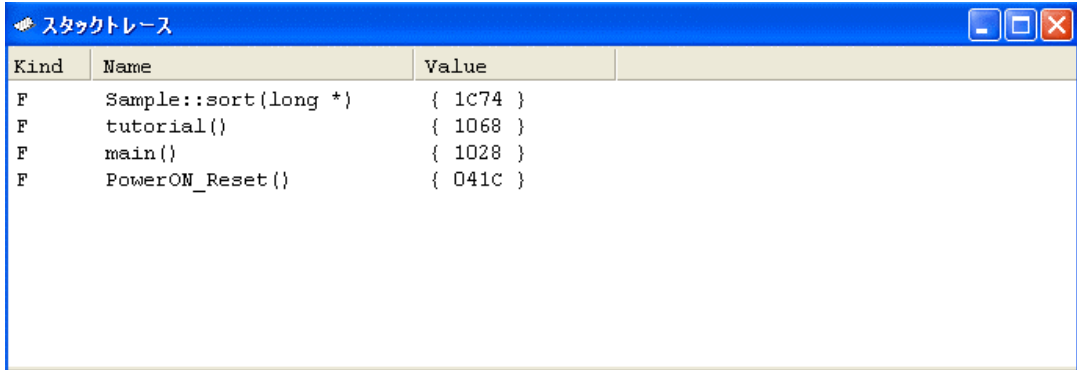 スタックトレース
Kind Name Value
F Sample::sort(long *) { 1C74 }
F tutorial() { 1068 }
F main() { 1028 }
F PowerON_Reset() { 041C }